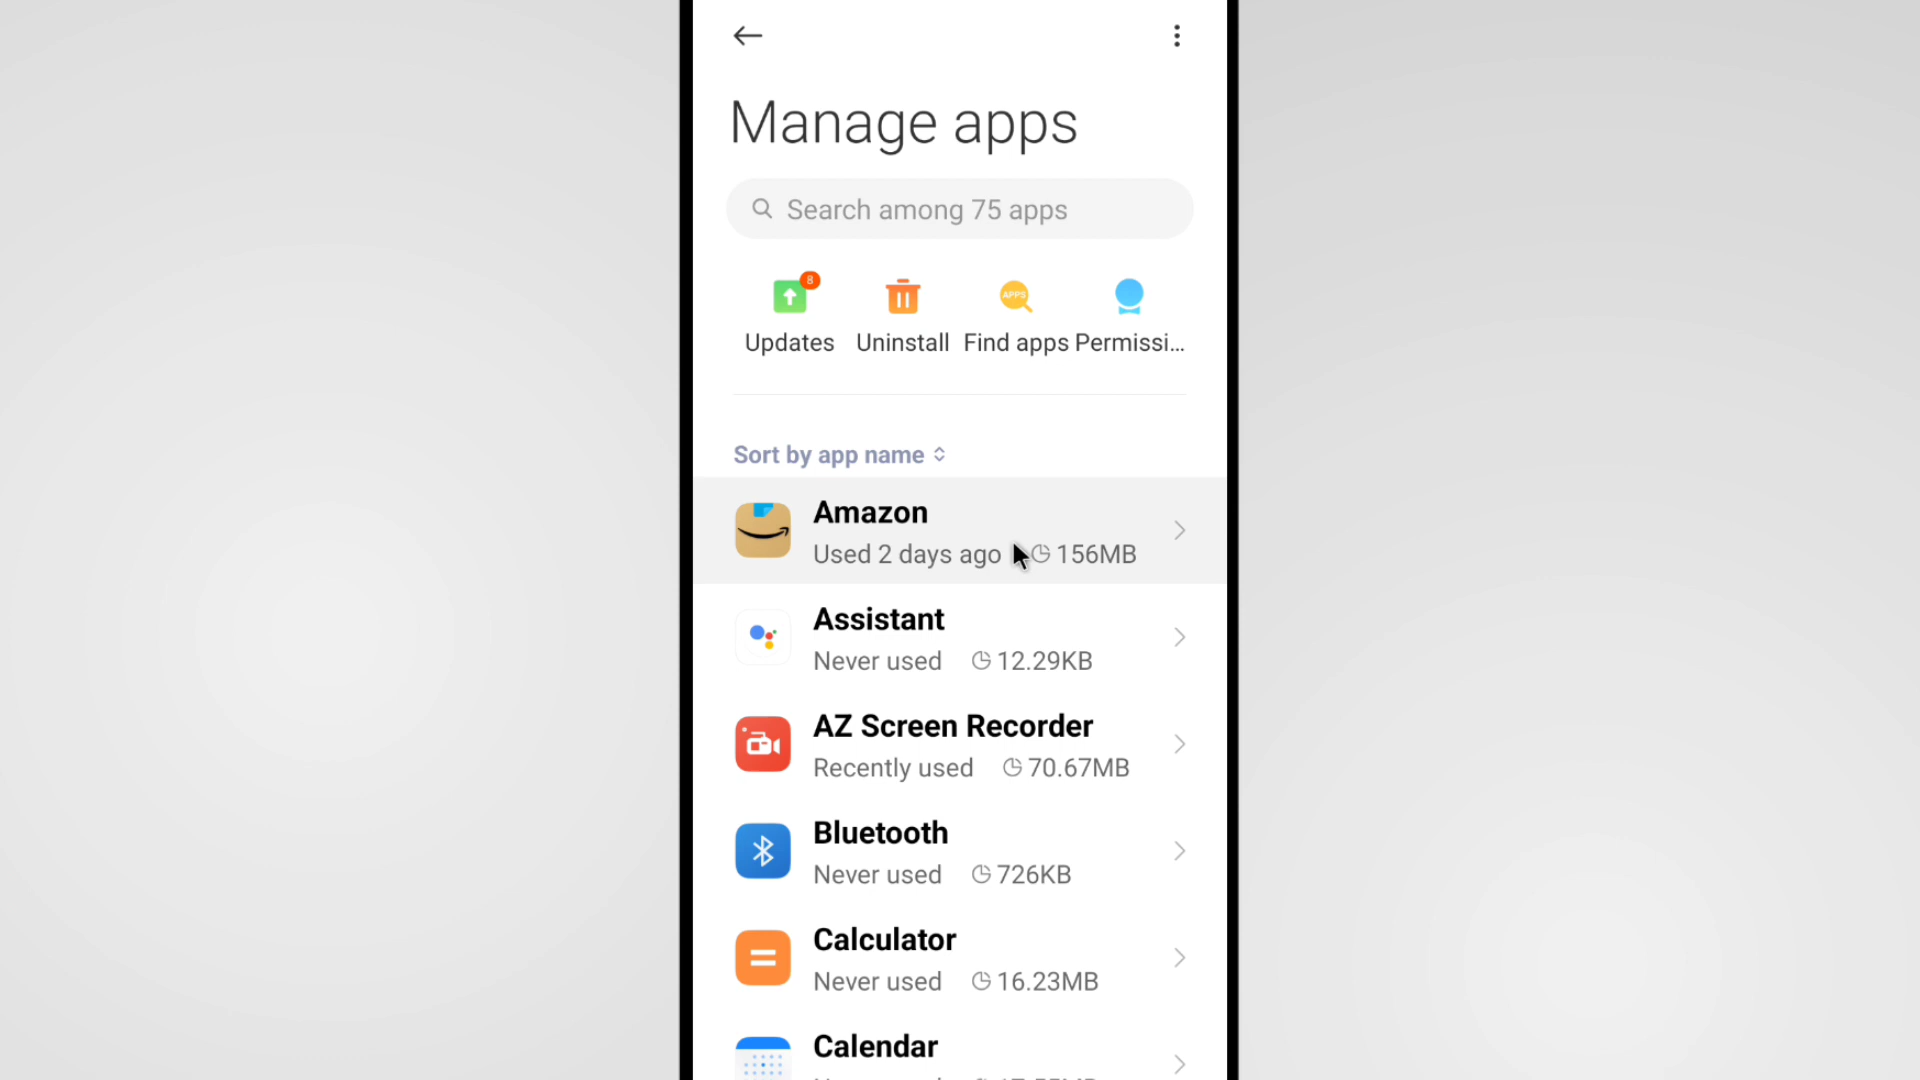 Manage apps
Search among 75 apps
8
APPS
Updates Uninstall Find apps Permissi...
Sort by app name
Amazon
Used 2 days ago 156MB
Assistant
Never used 12.29KB
AZ Screen Recorder
Recently used 70.67MB
Bluetooth
Never used 726KB
Calculator
Never used 16.23MB
Calendar